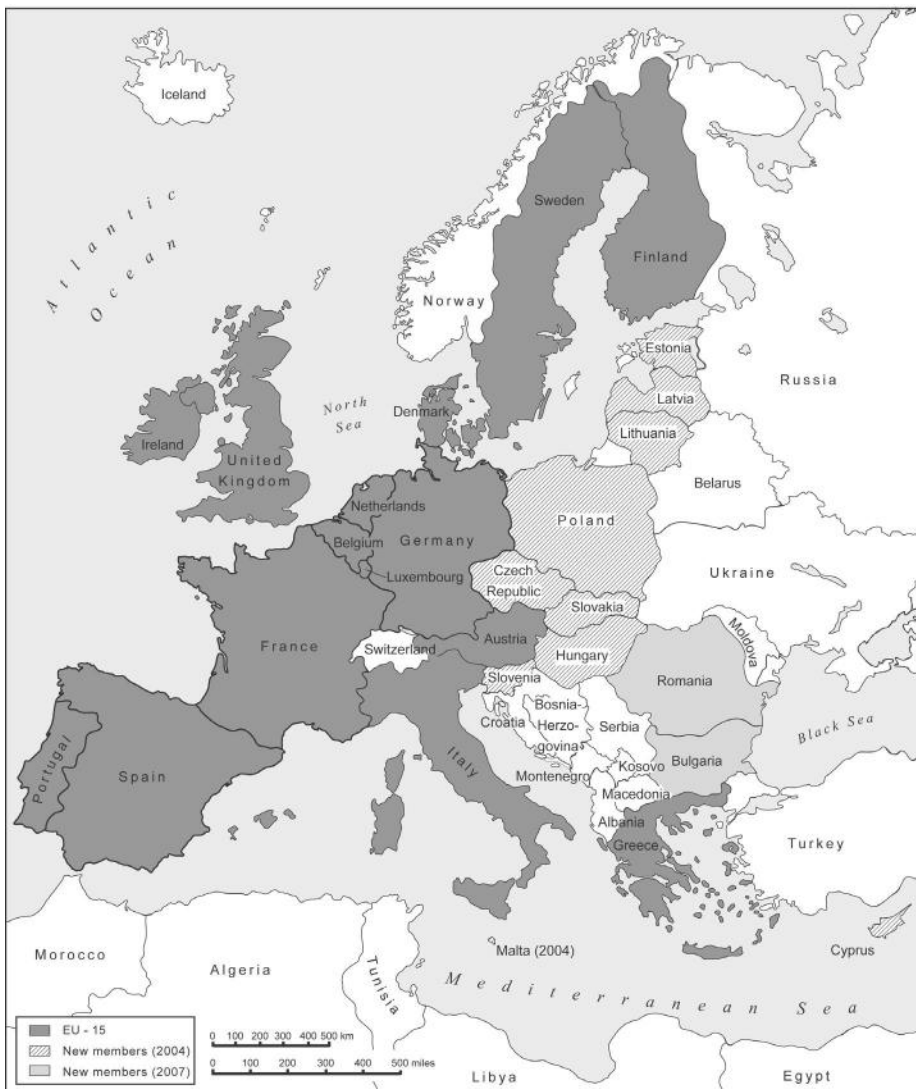 Iceland
Atlantic
Ocean
Sweden
Finland
Norway
Estonia
Russia
Latvia
North
Sea
Denmark
Lithuania
Ireland
United
Kingdom
Belarus
Netherlands
Poland
Belgium
Germany
Luxembourg
Czech
Republic
Ukraine
Slovakia
Moldova
France
Switzerland
Austria
Hungary
Slovenia
Romania
Croatia
Bosnia-
Herzo-
govina
Serbia
Black Sea
Portugal
Spain
Italy
Montenegro
Kosovo
Bulgaria
Macedonia
Albania
Greece
Turkey
Malta (2004)
Cyprus
Morocco
Algeria
Tunisia
Mediterranean Sea
EU - 15
New members (2004)
New members (2007)
0 100 200 300 400 500 km
0 100 200 300 400 500 miles
Libya
Egypt